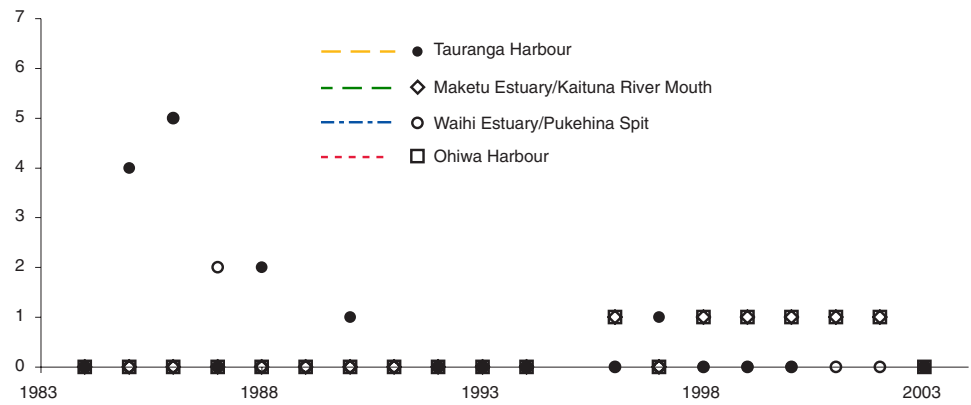 7
6
5
4
3
2
1
0
Tauranga Harbour
Maketu Estuary/Kaituna River Mouth
Waihi Estuary/Pukehina Spit
Ohiwa Harbour
1983 1988 1993 1998 2003